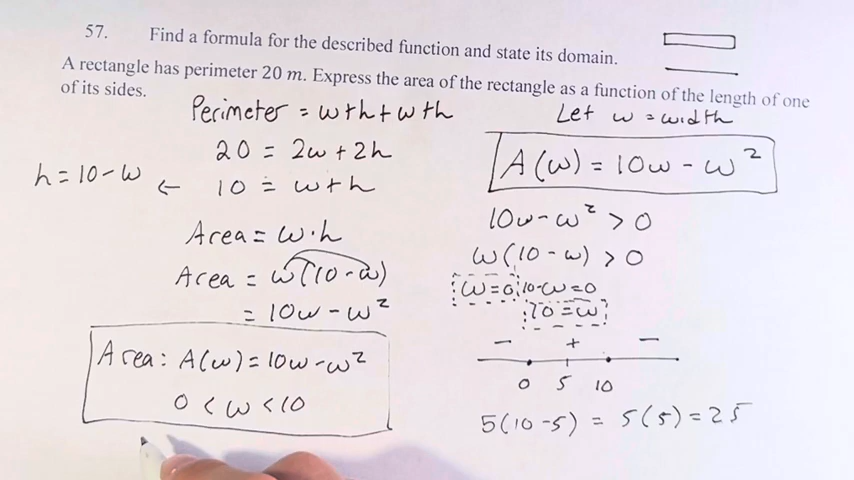 57. Find a formula for the described function and state its domain.
A rectangle has perimeter 20 m. Express the area of the rectangle as a function of the length of one
of its sides.
Perimeter = w+h+w+h
20 = 2w + 2h
h = 10 - w ← 10 = w+h
Area = w·h
Area = w(10-w)
= 10w - w²
Area: A(w) = 10w - w²
0 < w < 10
Let w = width
A(w) = 10w - w²
10w - w² > 0
w(10 - w) > 0
w=0 10-w=0
10=w
- + -
0 5 10
5(10-5) = 5(5) = 25